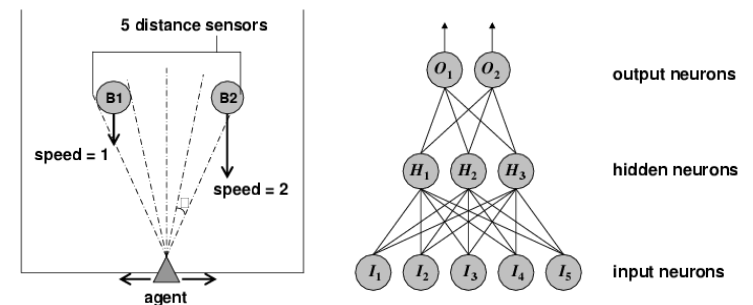 5 distance sensors
B1
B2
speed = 1
speed = 2
agent
O1 O2
output neurons
H1 H2 H3
hidden neurons
I1 I2 I3 I4 I5
input neurons